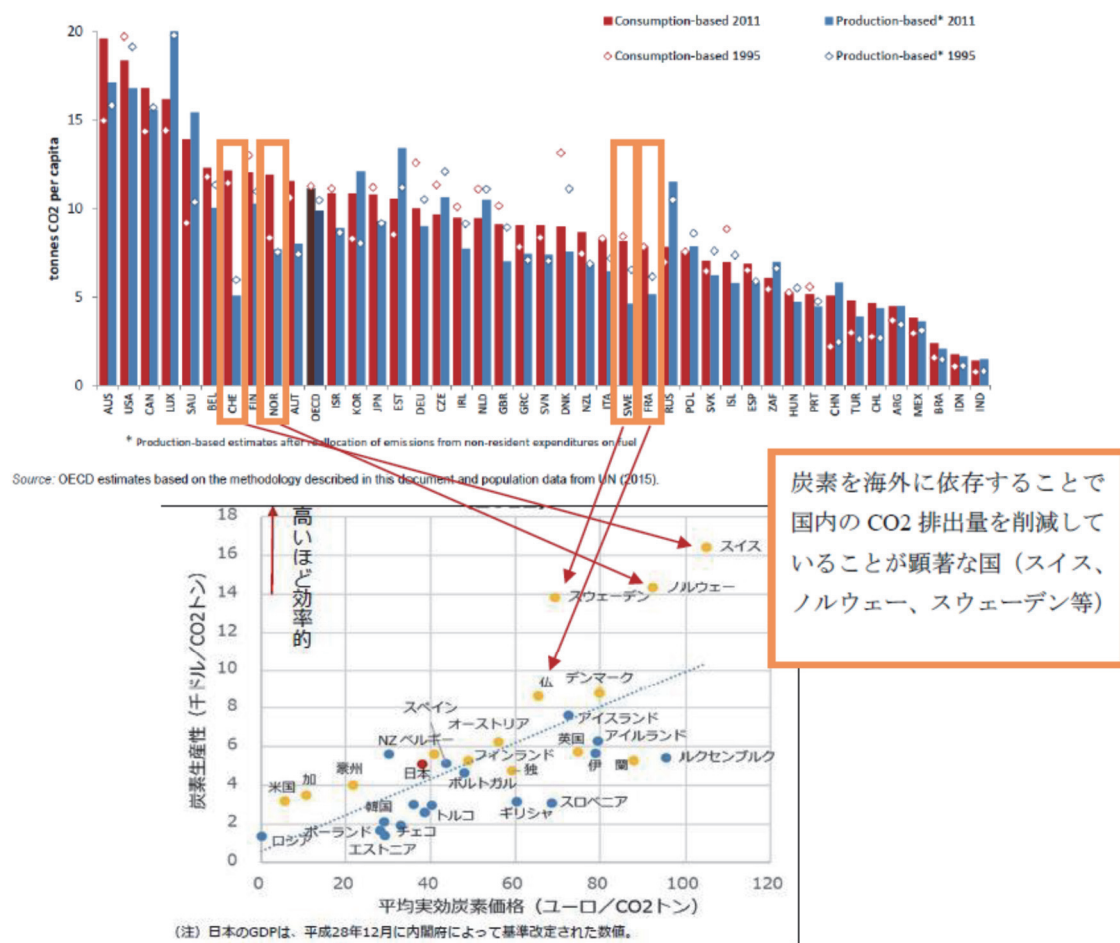 ■ Consumption-based 2011
■ Production-based* 2011
◇ Consumption-based 1995
◇ Production-based* 1995
tonnes CO2 per capita
20
15
10
5
0
AUS USA CAN LUX SAU BEL CHE FIN NOR AUT OECD ISR KOR JPN EST DEU CZE IRL NLD GBR GRC SVN DNK NZL ITA SWE FRA RUS POL SVK ISL ESP ZAF HUN PRT CHN TUR CHL ARG MEX BRA IDN IND
* Production-based estimates after reallocation of emissions from non-resident expenditures on fuel
Source: OECD estimates based on the methodology described in this document and population data from UN (2015).
炭素を海外に依存することで
国内の CO2 排出量を削減して
いることが顕著な国（スイス、
ノルウェー、スウェーデン等）
炭素生産性（千ドル／CO2トン）
高いほど効率的
18
16
14
12
10
8
6
4
2
0
スイス
ノルウェー
スウェーデン
仏
デンマーク
スペイン
オーストリア
アイスランド
NZ
ベルギー
フィンランド
英国
アイルランド
日本
ポルトガル
独
伊
蘭
ルクセンブルク
米国
加
豪州
韓国
トルコ
ギリシャ
スロベニア
ロシア
ポーランド
チェコ
エストニア
0 20 40 60 80 100 120
平均実効炭素価格（ユーロ／CO2トン）
（注）日本のGDPは、平成28年12月に内閣府によって基準改定された数値。